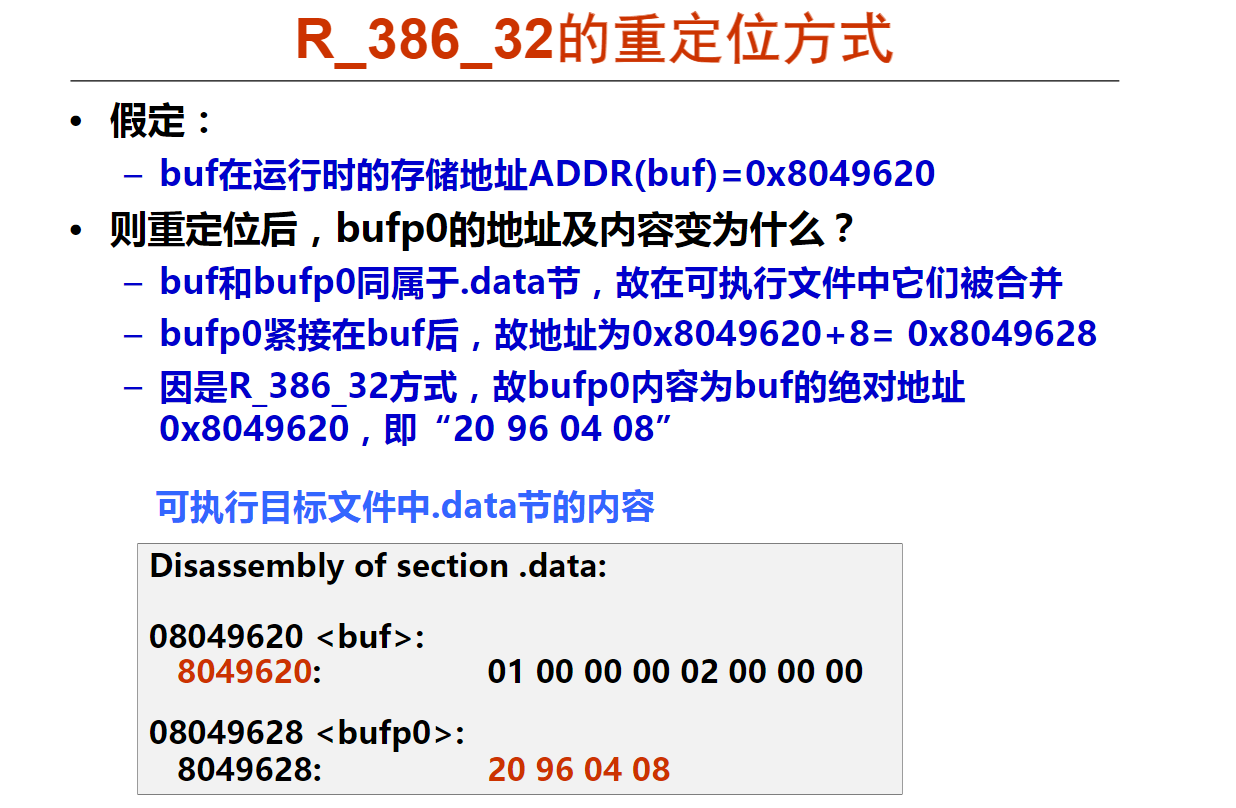 R_386_32的重定位方式
• 假定：
– buf在运行时的存储地址ADDR(buf)=0x8049620
• 则重定位后，bufp0的地址及内容变为什么？
– buf和bufp0同属于.data节，故在可执行文件中它们被合并
– bufp0紧接在buf后，故地址为0x8049620+8= 0x8049628
– 因是R_386_32方式，故bufp0内容为buf的绝对地址
0x8049620，即“20 96 04 08”
可执行目标文件中.data节的内容
Disassembly of section .data:
08049620 <buf>:
8049620: 01 00 00 00 02 00 00 00
08049628 <bufp0>:
8049628: 20 96 04 08